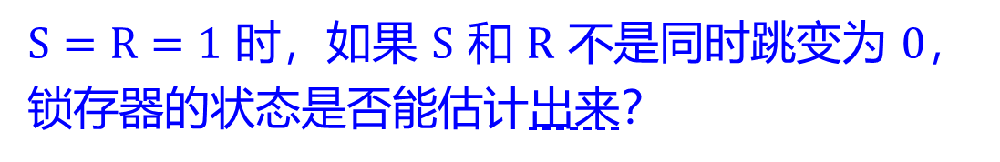 S = R = 1 时，如果 S 和 R 不是同时跳变为 0，
锁存器的状态是否能估计出来？